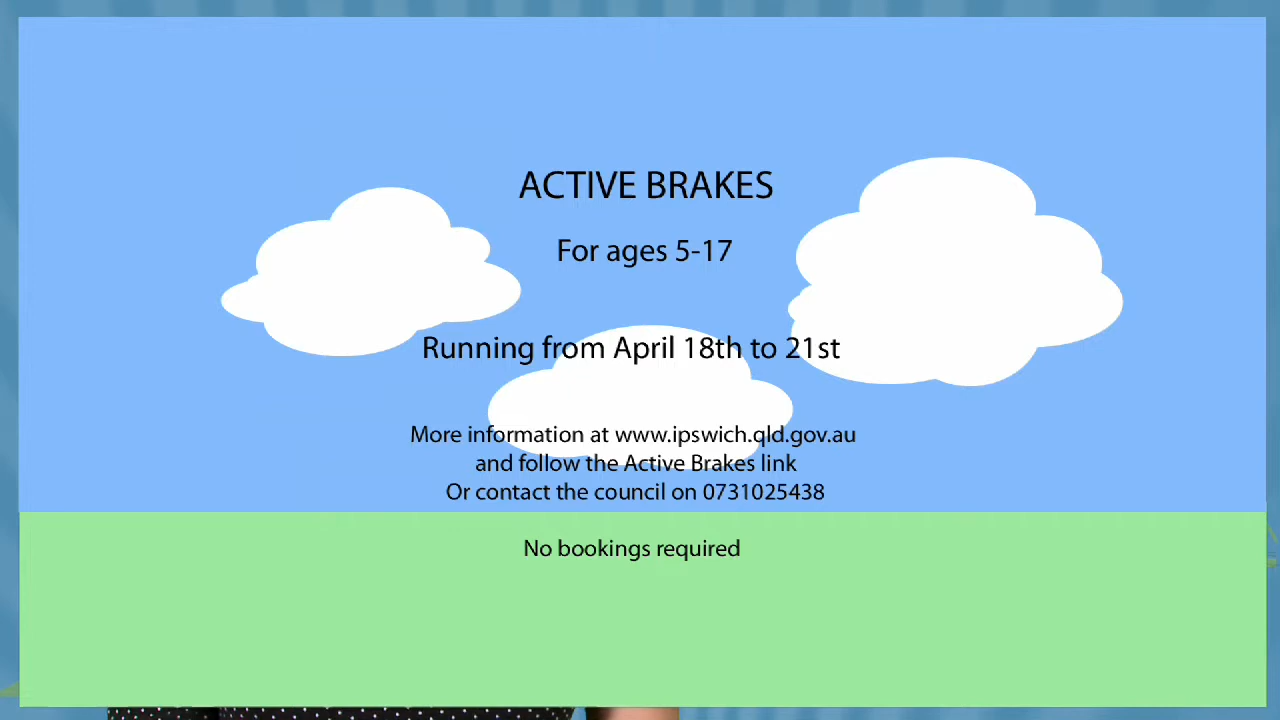 ACTIVE BRAKES
For ages 5-17
Running from April 18th to 21st
More information at www.ipswich.qld.gov.au
and follow the Active Brakes link
Or contact the council on 0731025438
No bookings required